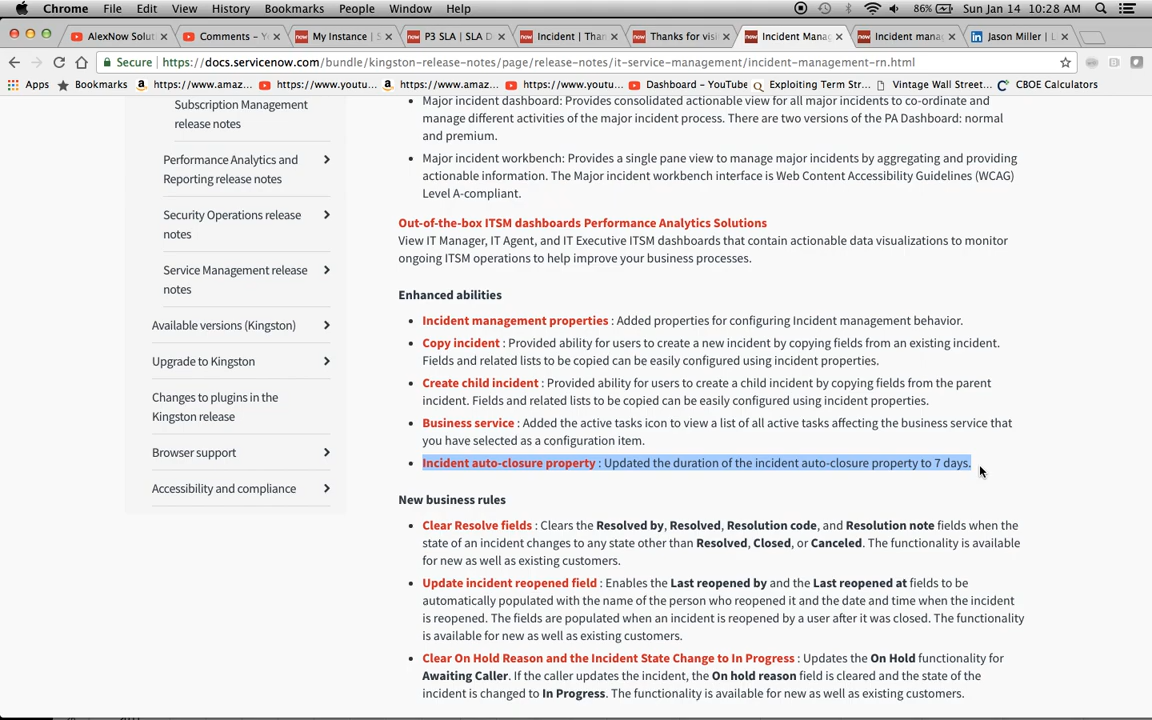 Chrome File Edit View History Bookmarks People Window Help 86% Sun Jan 14 10:28 AM
AlexNow Solut × Comments – Yo × My Instance | S × P3 SLA | SLA D × Incident | Than × Thanks for visi × Incident Manag × Incident mana × Jason Miller | L ×
Secure | https://docs.servicenow.com/bundle/kingston-release-notes/page/release-notes/it-service-management/incident-management-rn.html
Apps Bookmarks https://www.amaz... https://www.youtu... https://www.amaz... https://www.youtu... Dashboard – YouTube Exploiting Term Str... Vintage Wall Street... CBOE Calculators
Subscription Management
release notes
Performance Analytics and
Reporting release notes
Security Operations release
notes
Service Management release
notes
Available versions (Kingston)
Upgrade to Kingston
Changes to plugins in the
Kingston release
Browser support
Accessibility and compliance
• Major incident dashboard: Provides consolidated actionable view for all major incidents to co-ordinate and
manage different activities of the major incident process. There are two versions of the PA Dashboard: normal
and premium.
• Major incident workbench: Provides a single pane view to manage major incidents by aggregating and providing
actionable information. The Major incident workbench interface is Web Content Accessibility Guidelines (WCAG)
Level A-compliant.
Out-of-the-box ITSM dashboards Performance Analytics Solutions
View IT Manager, IT Agent, and IT Executive ITSM dashboards that contain actionable data visualizations to monitor
ongoing ITSM operations to help improve your business processes.
Enhanced abilities
• Incident management properties : Added properties for configuring Incident management behavior.
• Copy incident : Provided ability for users to create a new incident by copying fields from an existing incident.
Fields and related lists to be copied can be easily configured using incident properties.
• Create child incident : Provided ability for users to create a child incident by copying fields from the parent
incident. Fields and related lists to be copied can be easily configured using incident properties.
• Business service : Added the active tasks icon to view a list of all active tasks affecting the business service that
you have selected as a configuration item.
• Incident auto-closure property : Updated the duration of the incident auto-closure property to 7 days.
New business rules
• Clear Resolve fields : Clears the Resolved by, Resolved, Resolution code, and Resolution note fields when the
state of an incident changes to any state other than Resolved, Closed, or Canceled. The functionality is available
for new as well as existing customers.
• Update incident reopened field : Enables the Last reopened by and the Last reopened at fields to be
automatically populated with the name of the person who reopened it and the date and time when the incident
is reopened. The fields are populated when an incident is reopened by a user after it was closed. The functionality
is available for new as well as existing customers.
• Clear On Hold Reason and the Incident State Change to In Progress : Updates the On Hold functionality for
Awaiting Caller. If the caller updates the incident, the On hold reason field is cleared and the state of the
incident is changed to In Progress. The functionality is available for new as well as existing customers.